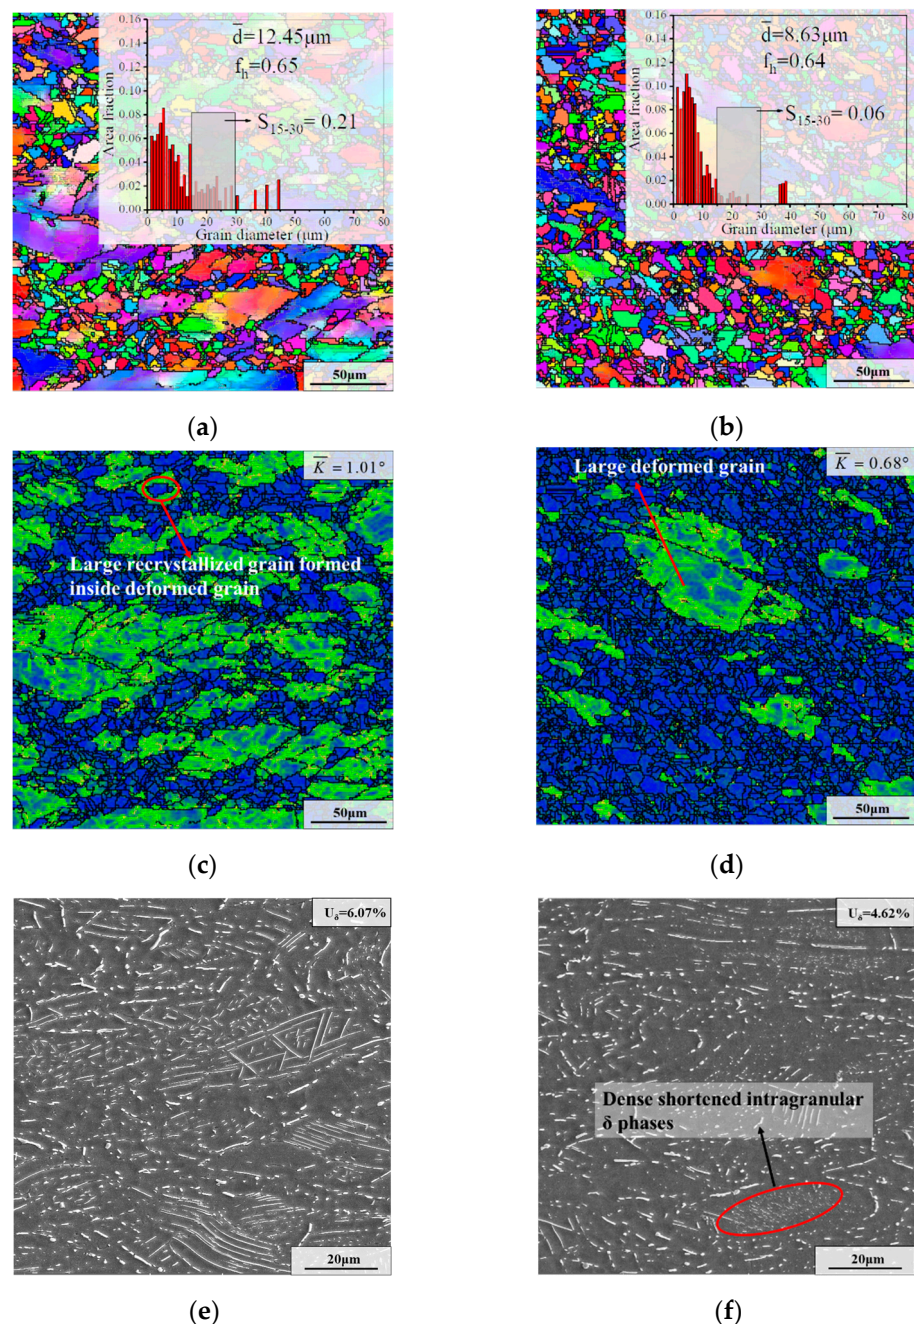 0.16
0.14
0.12
0.10
0.08
0.06
0.04
0.02
0.00
Area fraction
d̅=12.45μm
f_h=0.65
S_15-30= 0.21
0 10 20 30 40 50 60 70 80
Grain diameter (μm)
50μm
(a)
0.16
0.14
0.12
0.10
0.08
0.06
0.04
0.02
0.00
Area fraction
d̅=8.63μm
f_h=0.64
S_15-30= 0.06
0 10 20 30 40 50 60 70 80
Grain diameter (μm)
50μm
(b)
K̅ = 1.01°
Large recrystallized grain formed
inside deformed grain
50μm
(c)
Large deformed grain
K̅ = 0.68°
50μm
(d)
U_δ=6.07%
20μm
(e)
U_δ=4.62%
Dense shortened intragranular
δ phases
20μm
(f)